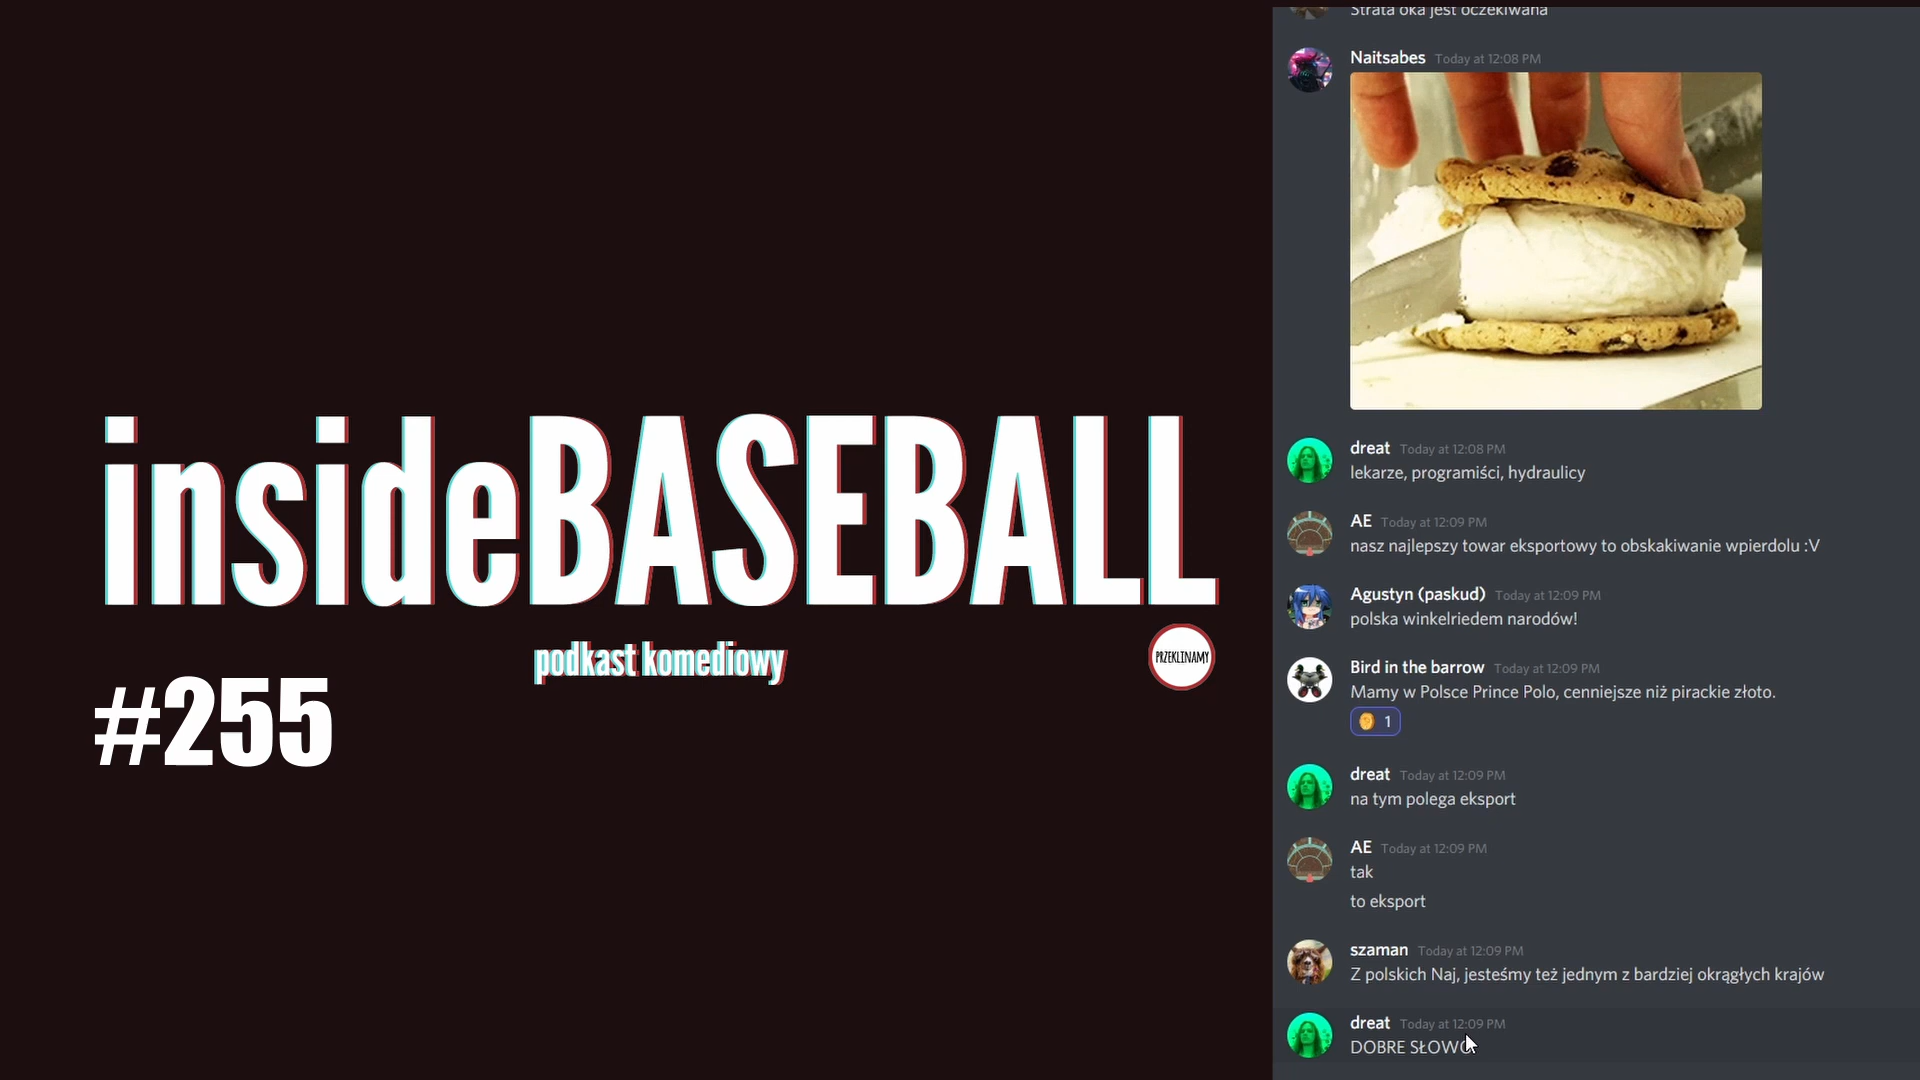 insideBASEBALL
podkast komediowy
PRZEKLINAMY
#255
Strata oka jest oczekiwana
Naitsabes Today at 12:08 PM
dreat Today at 12:08 PM
lekarze, programiści, hydraulicy
AE Today at 12:09 PM
nasz najlepszy towar eksportowy to obskakiwanie wpierdolu :V
Agustyn (paskud) Today at 12:09 PM
polska winkelriedem narodów!
Bird in the barrow Today at 12:09 PM
Mamy w Polsce Prince Polo, cenniejsze niż pirackie złoto.
1
dreat Today at 12:09 PM
na tym polega eksport
AE Today at 12:09 PM
tak
to eksport
szaman Today at 12:09 PM
Z polskich Naj, jesteśmy też jednym z bardziej okrągłych krajów
dreat Today at 12:09 PM
DOBRE SŁOWO